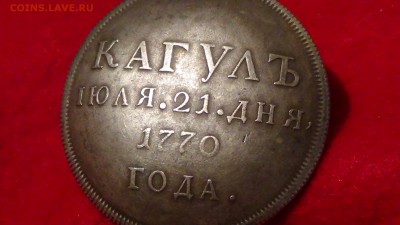 COINS.LAVE.RU
КАГУЛЪ
ІЮЛЯ.21.ДНЯ,
1770
ГОДА.